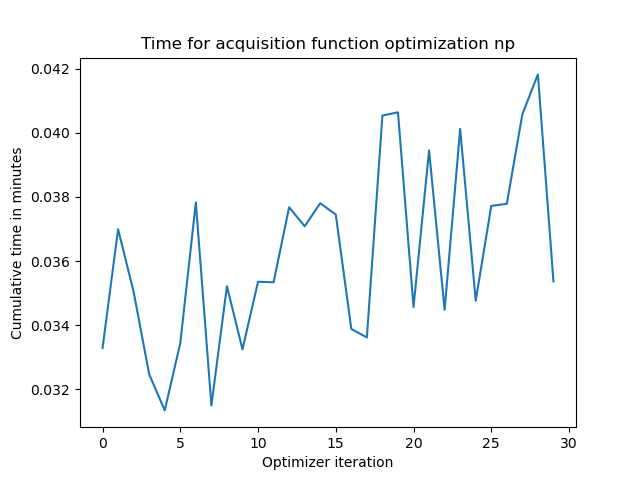 Time for acquisition function optimization np
0.042
0.040
0.038
0.036
0.034
0.032
Cumulative time in minutes
0 5 10 15 20 25 30
Optimizer iteration